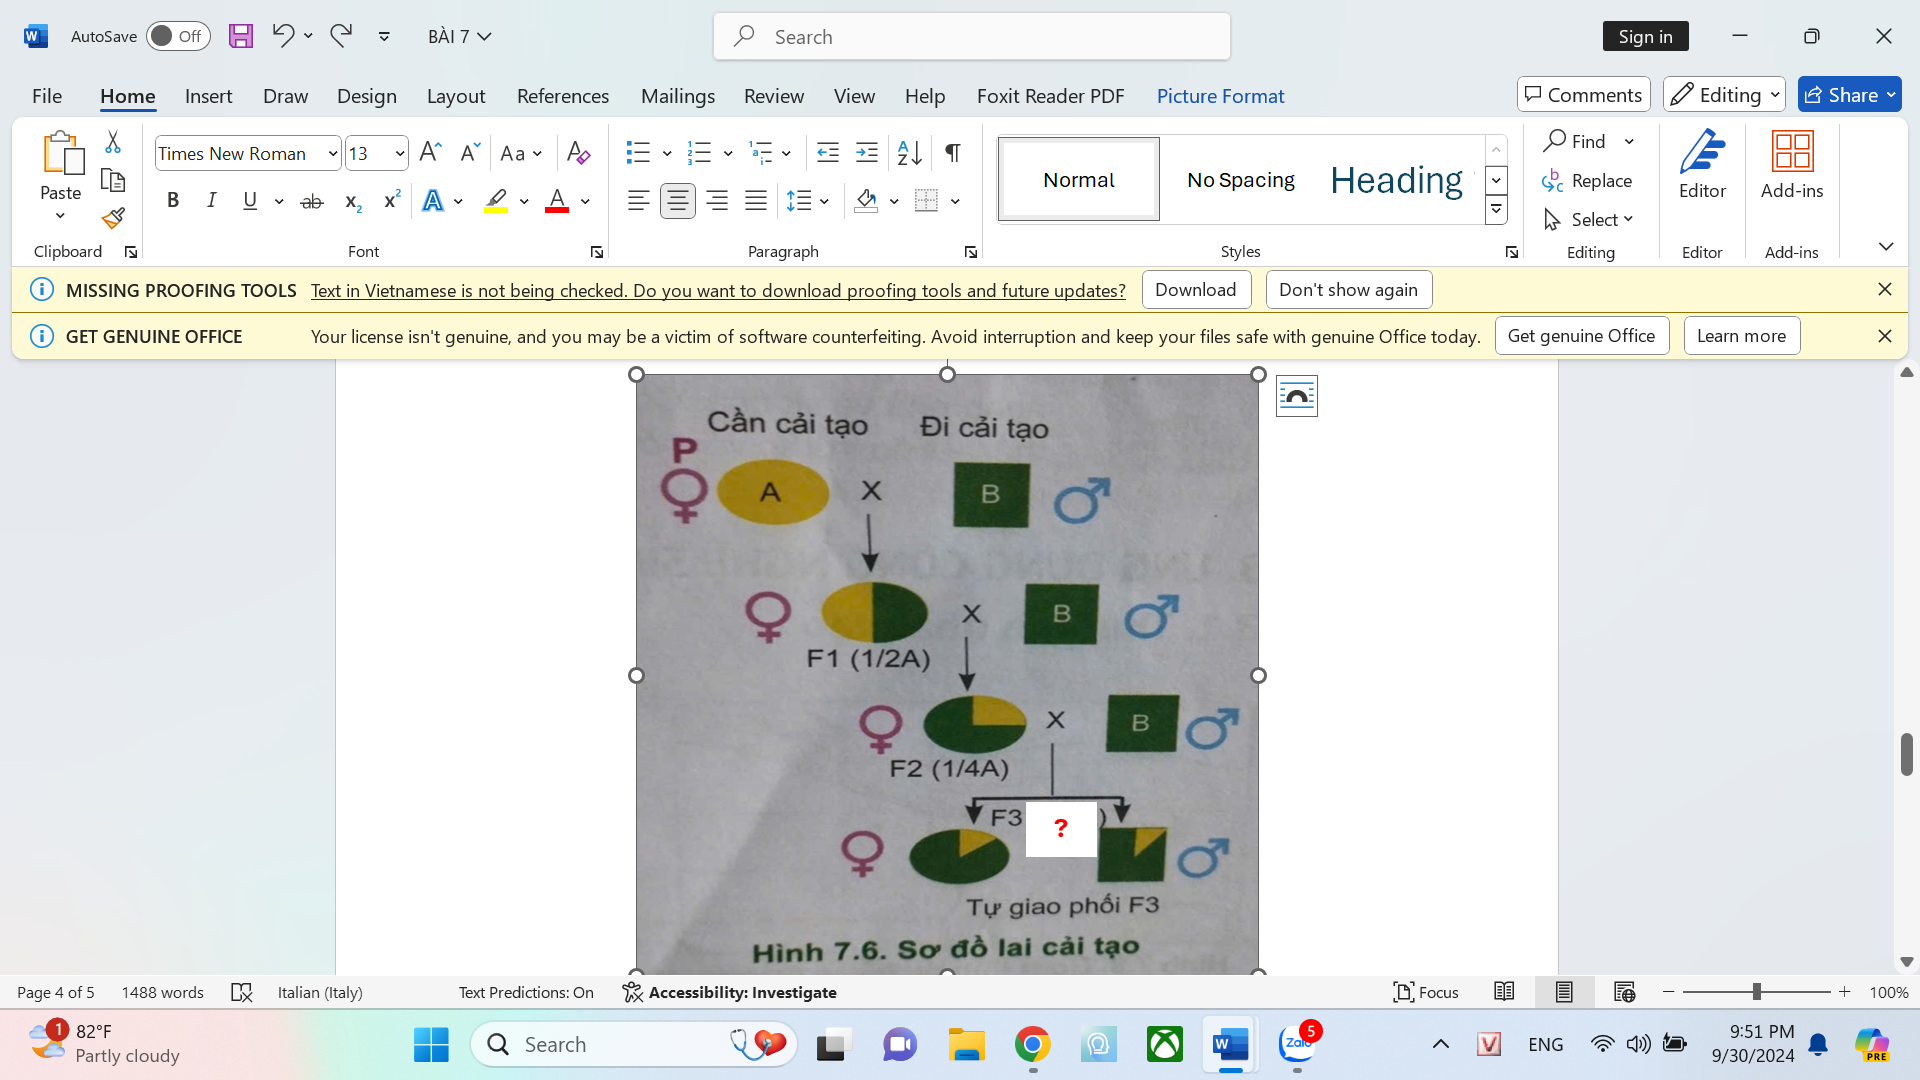 AutoSave Off BÀI 7 Search Sign in
File Home Insert Draw Design Layout References Mailings Review View Help Foxit Reader PDF Picture Format Comments Editing Share
Paste Times New Roman 13 Aa Normal No Spacing Heading Find Replace Select Editor Add-ins
Clipboard Font Paragraph Styles Editing Editor Add-ins
MISSING PROOFING TOOLS Text in Vietnamese is not being checked. Do you want to download proofing tools and future updates? Download Don't show again
GET GENUINE OFFICE Your license isn't genuine, and you may be a victim of software counterfeiting. Avoid interruption and keep your files safe with genuine Office today. Get genuine Office Learn more
Cần cải tạo Đi cải tạo
P
A X B
X B
F1 (1/2A)
X B
F2 (1/4A)
F3 ? )
Tự giao phối F3
Hình 7.6. Sơ đồ lai cải tạo
Page 4 of 5 1488 words Italian (Italy) Text Predictions: On Accessibility: Investigate Focus 100%
1 82°F
Partly cloudy
Search
Zalo 5
ENG
9:51 PM
9/30/2024
PRE